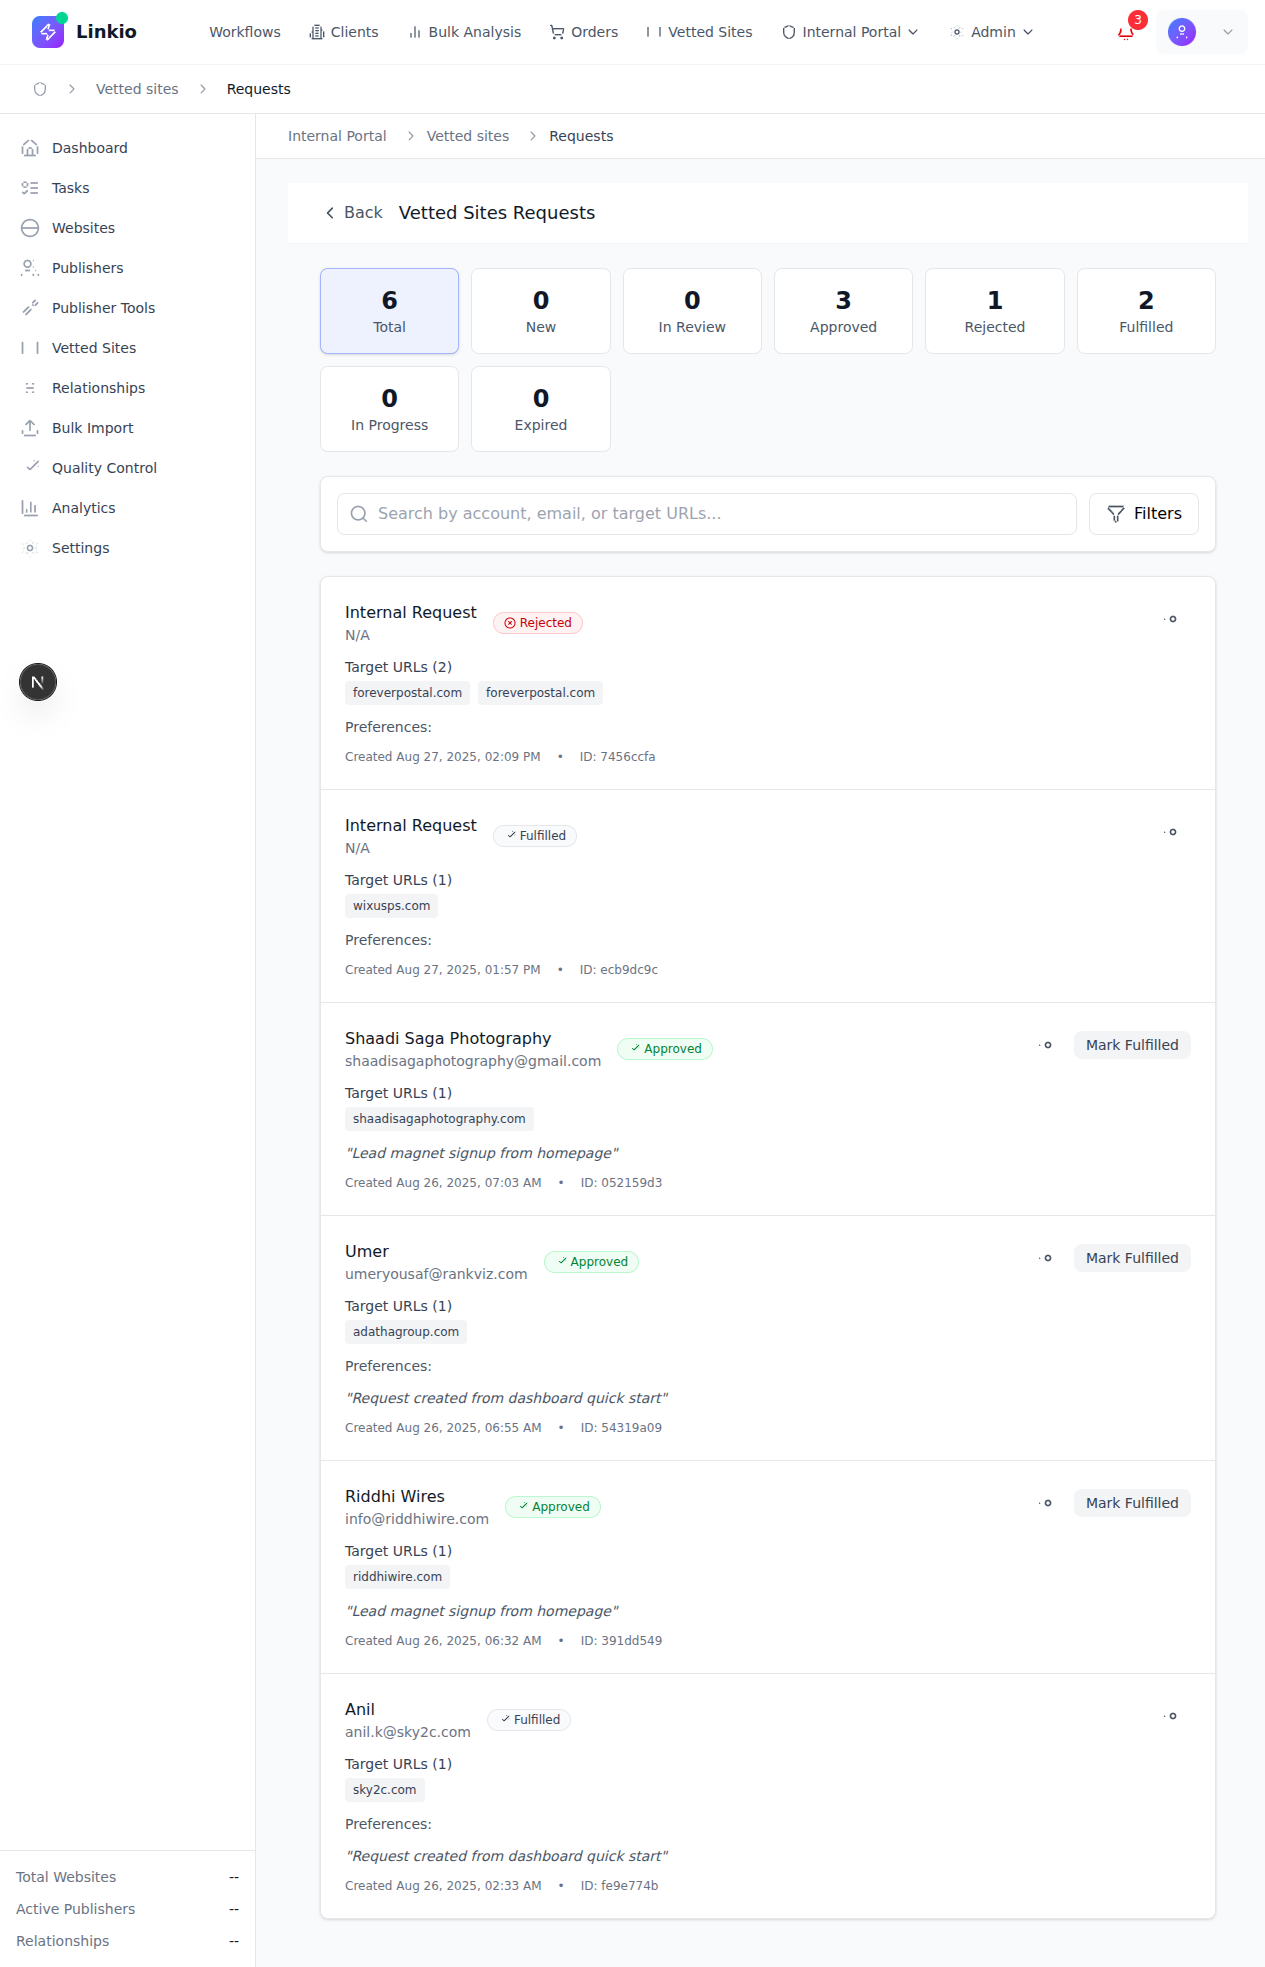 Linkio
Workflows Clients Bulk Analysis Orders Vetted Sites Internal Portal Admin 3
Vetted sites Requests
Internal Portal Vetted sites Requests
Dashboard
Tasks
Websites
Publishers
Publisher Tools
Vetted Sites
Relationships
Bulk Import
Quality Control
Analytics
Settings
N
Total Websites --
Active Publishers --
Relationships --
Back Vetted Sites Requests
6 Total
0 New
0 In Review
3 Approved
1 Rejected
2 Fulfilled
0 In Progress
0 Expired
Search by account, email, or target URLs...
Filters
Internal Request Rejected
N/A
Target URLs (2)
foreverpostal.com foreverpostal.com
Preferences:
Created Aug 27, 2025, 02:09 PM • ID: 7456ccfa
Internal Request Fulfilled
N/A
Target URLs (1)
wixusps.com
Preferences:
Created Aug 27, 2025, 01:57 PM • ID: ecb9dc9c
Shaadi Saga Photography Approved Mark Fulfilled
shaadisagaphotography@gmail.com
Target URLs (1)
shaadisagaphotography.com
"Lead magnet signup from homepage"
Created Aug 26, 2025, 07:03 AM • ID: 052159d3
Umer Approved Mark Fulfilled
umeryousaf@rankviz.com
Target URLs (1)
adathagroup.com
Preferences:
"Request created from dashboard quick start"
Created Aug 26, 2025, 06:55 AM • ID: 54319a09
Riddhi Wires Approved Mark Fulfilled
info@riddhiwire.com
Target URLs (1)
riddhiwire.com
"Lead magnet signup from homepage"
Created Aug 26, 2025, 06:32 AM • ID: 391dd549
Anil Fulfilled
anil.k@sky2c.com
Target URLs (1)
sky2c.com
Preferences:
"Request created from dashboard quick start"
Created Aug 26, 2025, 02:33 AM • ID: fe9e774b